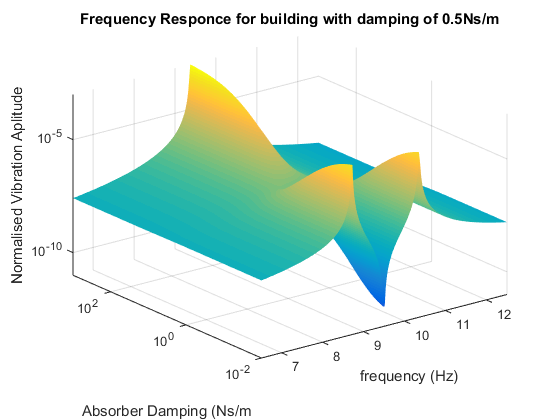 Frequency Responce for building with damping of 0.5Ns/m
Normalised Vibration Aplitude
10^-5
10^-10
10^2
10^0
10^-2
7
8
9
10
11
12
frequency (Hz)
Absorber Damping (Ns/m